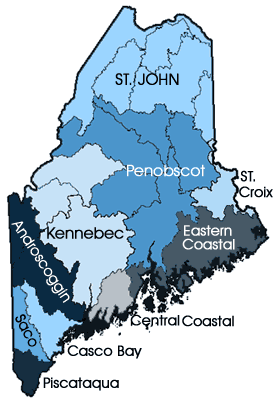 ST. JOHN
Penobscot
ST.
Croix
Androscoggin
Kennebec
Eastern
Coastal
Saco
Central Coastal
Casco Bay
Piscataqua